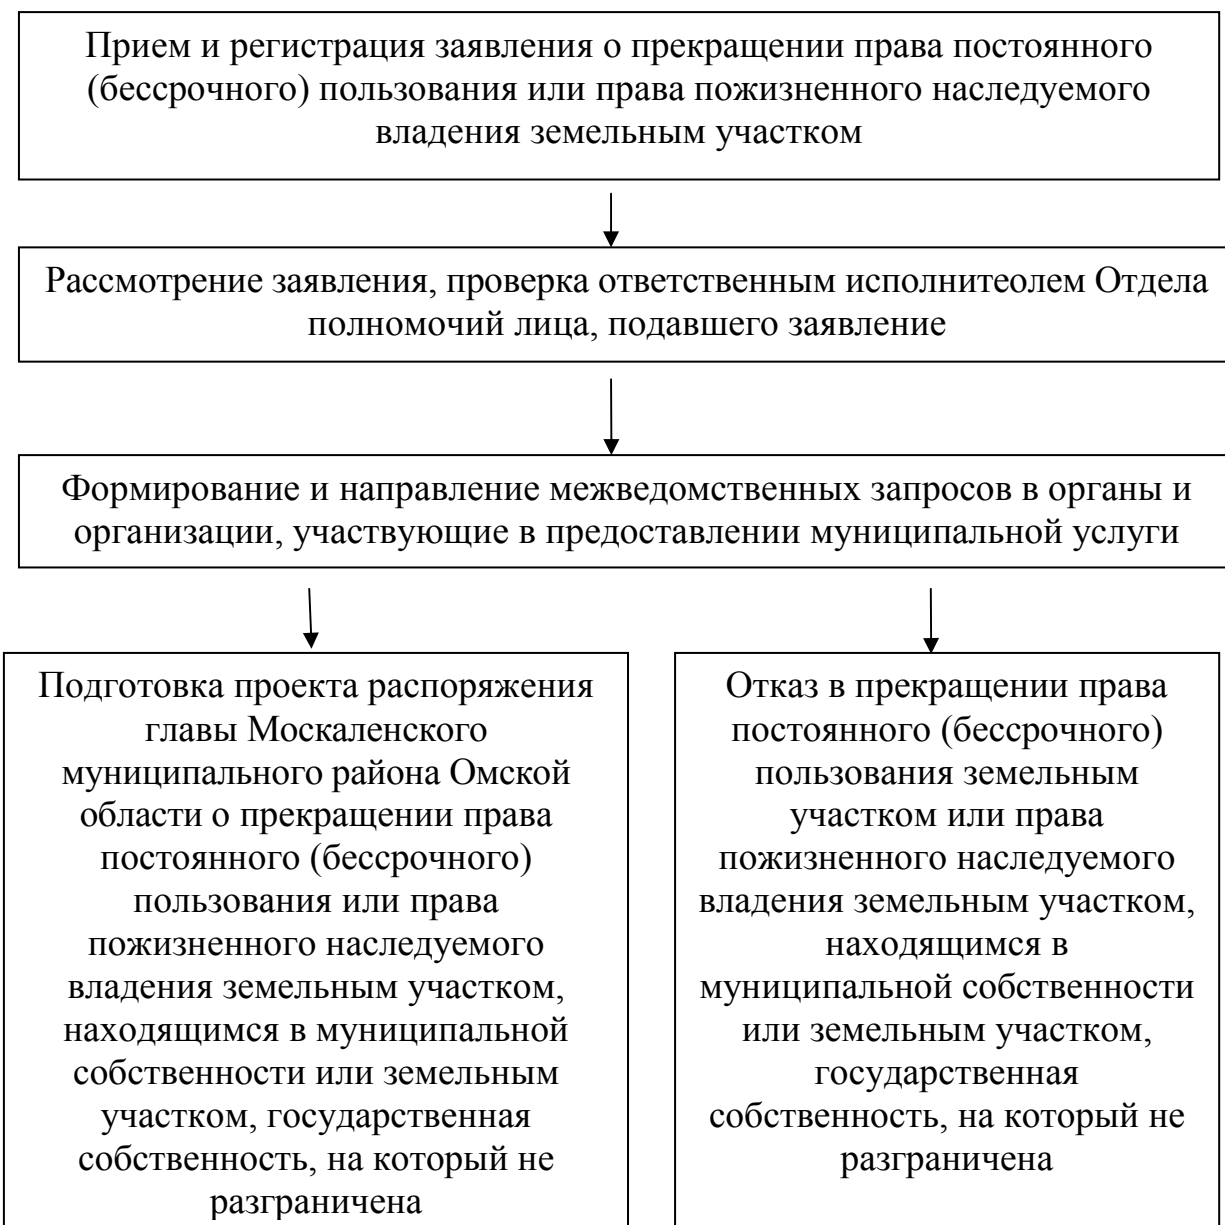 Прием и регистрация заявления о прекращении права постоянного
(бессрочного) пользования или права пожизненного наследуемого
владения земельным участком
Рассмотрение заявления, проверка ответственным исполнитеолем Отдела
полномочий лица, подавшего заявление
Формирование и направление межведомственных запросов в органы и
организации, участвующие в предоставлении муниципальной услуги
Подготовка проекта распоряжения
главы Москаленского
муниципального района Омской
области о прекращении права
постоянного (бессрочного)
пользования или права
пожизненного наследуемого
владения земельным участком,
находящимся в муниципальной
собственности или земельным
участком, государственная
собственность, на который не
разграничена
Отказ в прекращении права
постоянного (бессрочного)
пользования земельным
участком или права
пожизненного наследуемого
владения земельным участком,
находящимся в
муниципальной собственности
или земельным участком,
государственная
собственность, на который не
разграничена